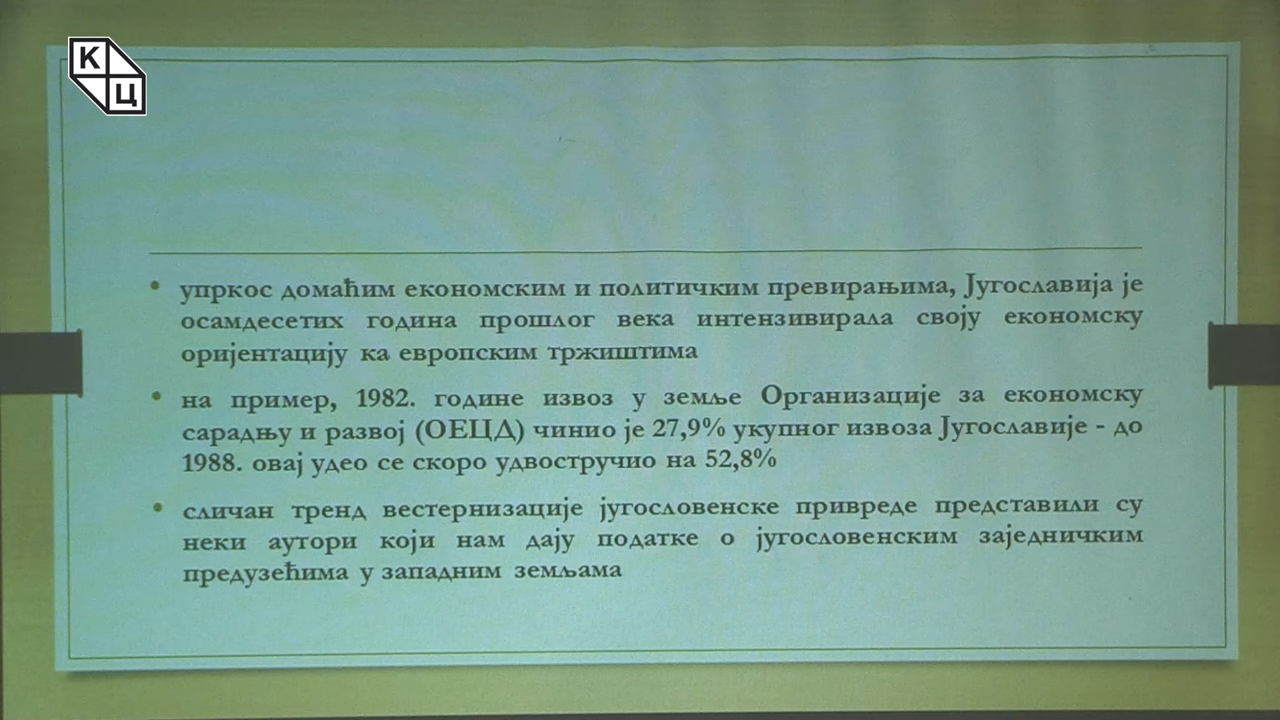 К
Ц
• упркос домаћим економским и политичким превирањима, Југославија је
осамдесетих година прошлог века интензивирала своју економску
оријентацију ка европским тржиштима
• на пример, 1982. године извоз у земље Организације за економску
сарадњу и развој (ОЕЦД) чинио је 27,9% укупног извоза Југославије - до
1988. овај удео се скоро удвостручио на 52,8%
• сличан тренд вестернизације југословенске привреде представили су
неки аутори који нам дају податке о југословенским заједничким
предузећима у западним земљама